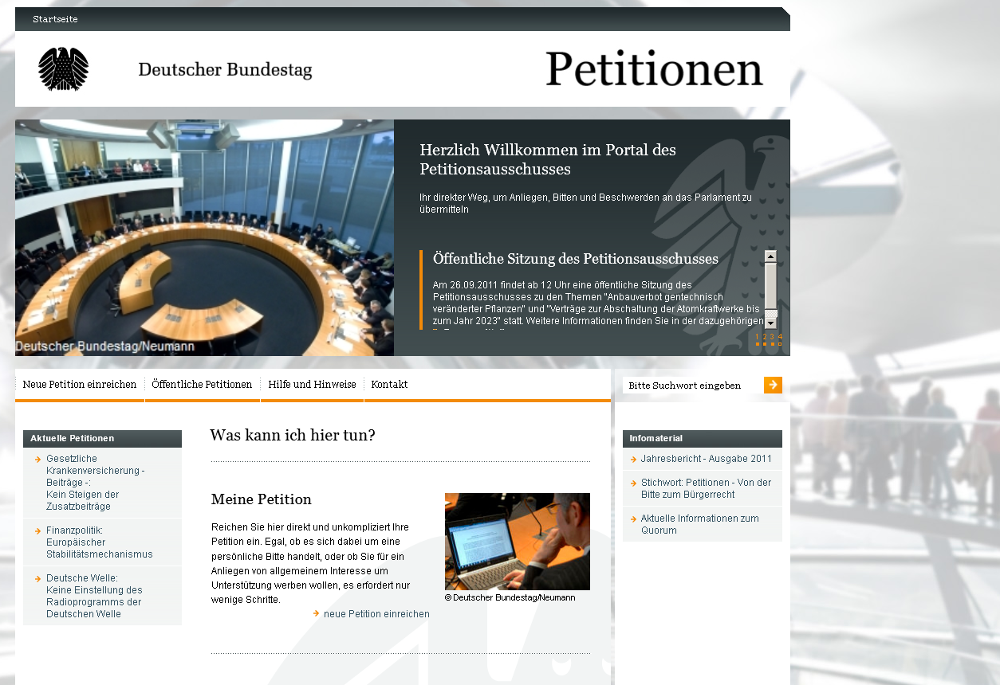 Startseite
Deutscher Bundestag
Petitionen
Deutscher Bundestag/Neumann
Herzlich Willkommen im Portal des
Petitionsausschusses
Ihr direkter Weg, um Anliegen, Bitten und Beschwerden an das Parlament zu
übermitteln
Öffentliche Sitzung des Petitionsausschusses
Am 26.09.2011 findet ab 12 Uhr eine öffentliche Sitzung des
Petitionsausschusses zu den Themen "Anbauverbot gentechnisch
veränderter Pflanzen" und "Verträge zur Abschaltung der Atomkraftwerke bis
zum Jahr 2023" statt. Weitere Informationen finden Sie in der dazugehörigen
1 2 3 4
Neue Petition einreichen
Öffentliche Petitionen
Hilfe und Hinweise
Kontakt
Bitte Suchwort eingeben
Aktuelle Petitionen
Gesetzliche
Krankenversicherung -
Beiträge -:
Kein Steigen der
Zusatzbeiträge
Finanzpolitik:
Europäischer
Stabilitätsmechanismus
Deutsche Welle:
Keine Einstellung des
Radioprogramms der
Deutschen Welle
Was kann ich hier tun?
Meine Petition
Reichen Sie hier direkt und unkompliziert Ihre
Petition ein. Egal, ob es sich dabei um eine
persönliche Bitte handelt, oder ob Sie für ein
Anliegen von allgemeinem Interesse um
Unterstützung werben wollen, es erfordert nur
wenige Schritte.
neue Petition einreichen
© Deutscher Bundestag/Neumann
Infomaterial
Jahresbericht - Ausgabe 2011
Stichwort: Petitionen - Von der
Bitte zum Bürgerrecht
Aktuelle Informationen zum
Quorum